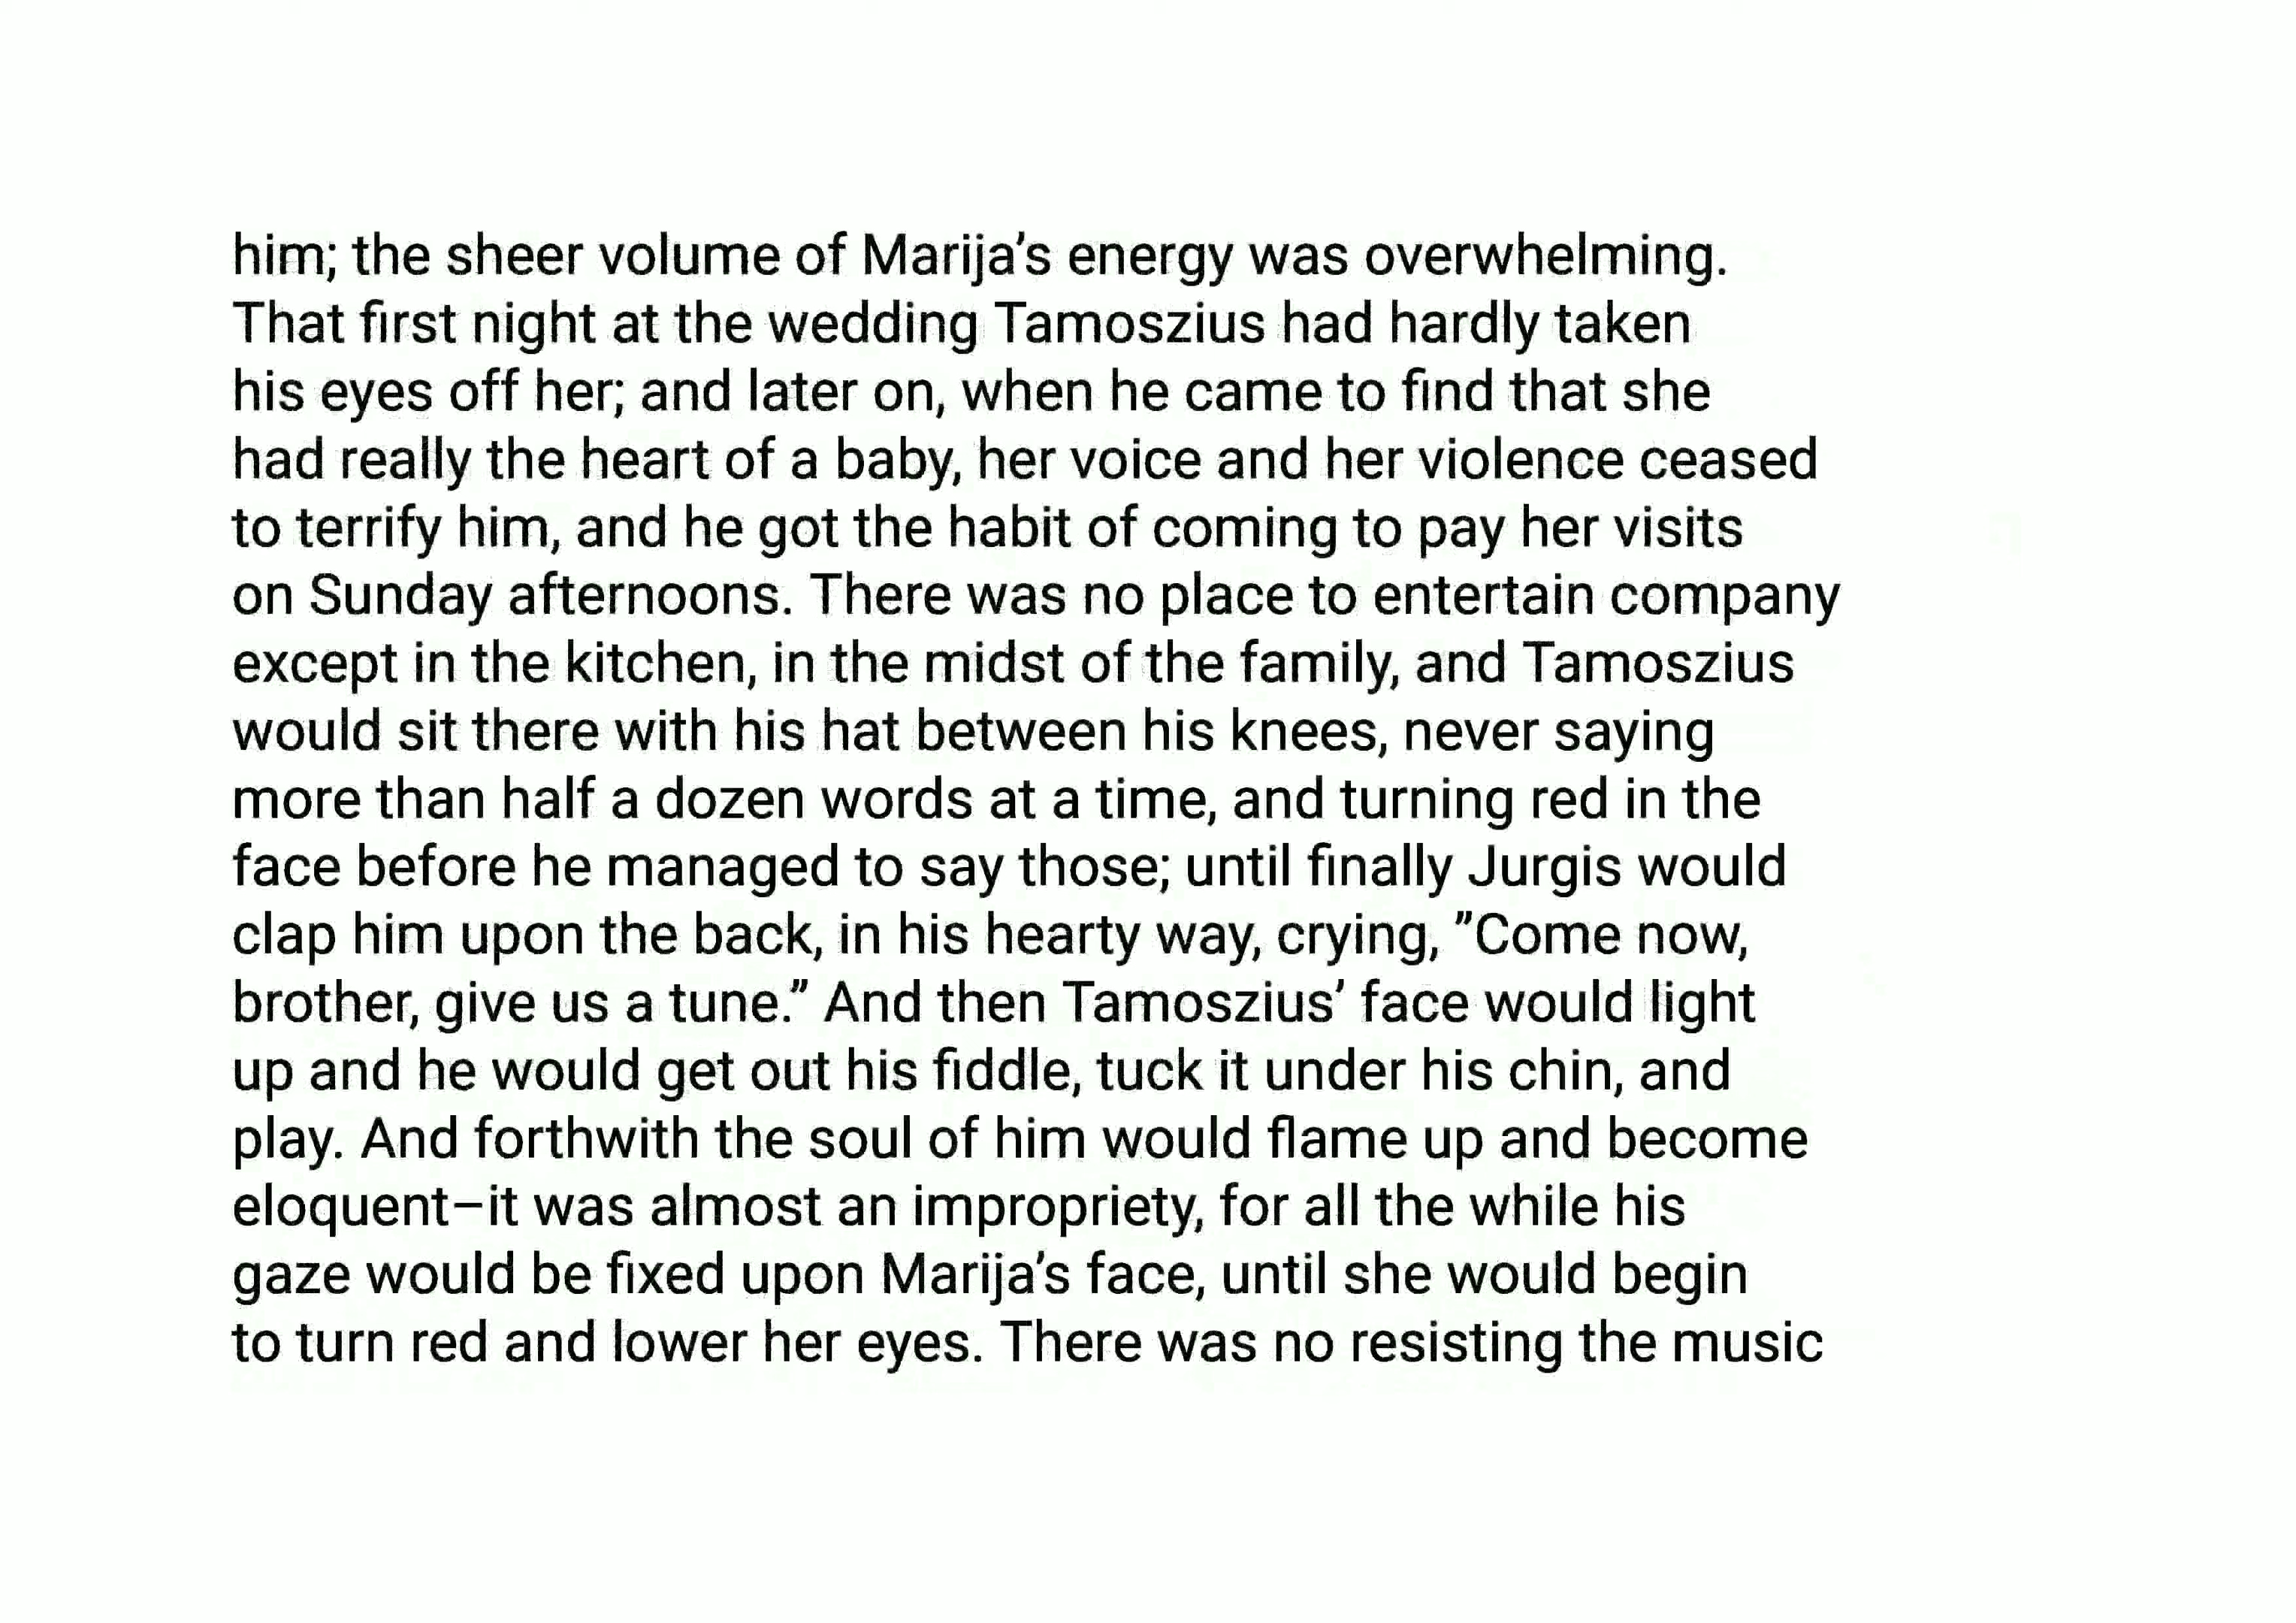 him; the sheer volume of Marija’s energy was overwhelming.
That first night at the wedding Tamoszius had hardly taken
his eyes off her; and later on, when he came to find that she
had really the heart of a baby, her voice and her violence ceased
to terrify him, and he got the habit of coming to pay her visits
on Sunday afternoons. There was no place to entertain company
except in the kitchen, in the midst of the family, and Tamoszius
would sit there with his hat between his knees, never saying
more than half a dozen words at a time, and turning red in the
face before he managed to say those; until finally Jurgis would
clap him upon the back, in his hearty way, crying, ”Come now,
brother, give us a tune.” And then Tamoszius’ face would light
up and he would get out his fiddle, tuck it under his chin, and
play. And forthwith the soul of him would flame up and become
eloquent–it was almost an impropriety, for all the while his
gaze would be fixed upon Marija’s face, until she would begin
to turn red and lower her eyes. There was no resisting the music